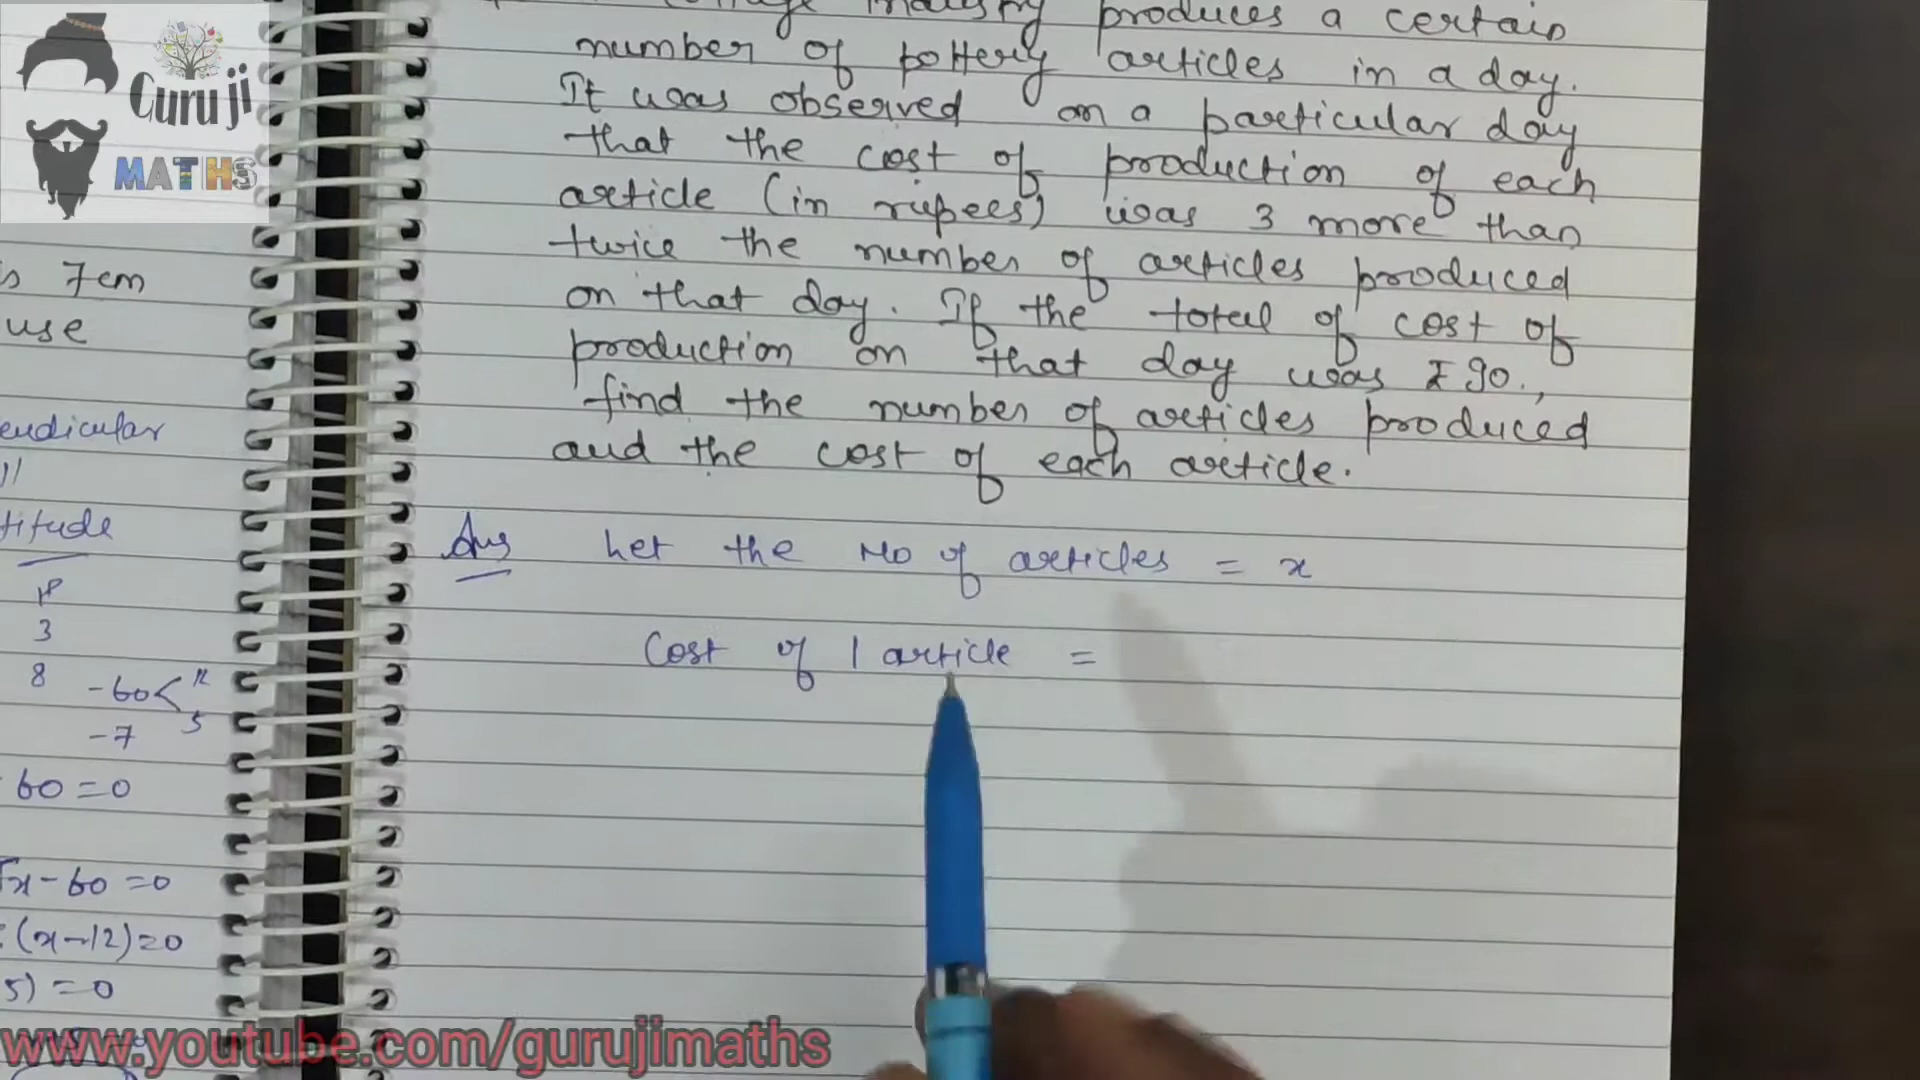 Guruji
MATHS
industry produces a certain
number of pottery articles in a day.
It was observed on a particular day
that the cost of production of each
article (in rupees) was 3 more than
twice the number of articles produced
on that day. If the total of cost of
production on that day was ₹90.,
find the number of articles produced
and the cost of each article.
Ans Let the No of articles = x
Cost of 1 article =
7cm
use
endicular
titude
3
8 -60< 12
5
-7
60 = 0
x - 60 = 0
(x-12)=0
5) = 0
www.youtube.com/gurujimaths